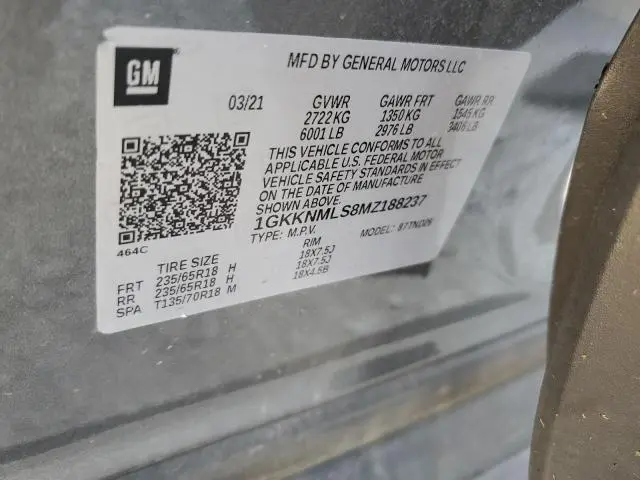 GM
MFD BY GENERAL MOTORS LLC
03/21 GVWR GAWR FRT GAWR RR
2722 KG 1350 KG 1545 KG
6001 LB 2976 LB 3406 LB
THIS VEHICLE CONFORMS TO ALL
APPLICABLE U.S. FEDERAL MOTOR
VEHICLE SAFETY STANDARDS IN EFFECT
ON THE DATE OF MANUFACTURE
SHOWN ABOVE.
1GKKNMLS8MZ188237
TYPE: M.P.V. MODEL:
464C
TIRE SIZE RIM
FRT 235/65R18 H 18X7.5J
RR 235/65R18 H 18X7.5J
SPA T135/70R18 M 18X4.5B